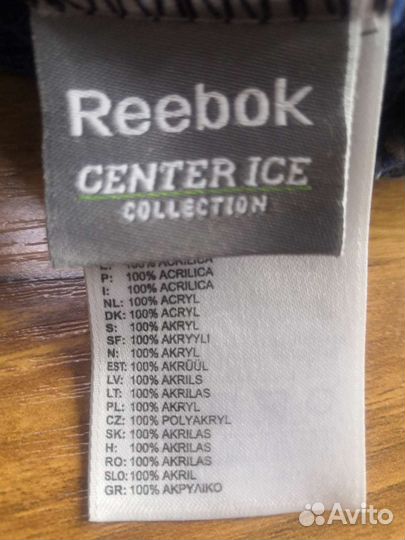 Reebok
CENTER ICE
COLLECTION
P: 100% ACRILICA
I: 100% ACRILICA
NL: 100% ACRYL
DK: 100% ACRYL
S: 100% AKRYL
SF: 100% AKRYYLI
N: 100% AKRYL
EST: 100% AKRÜÜL
LV: 100% AKRILS
LT: 100% AKRILAS
PL: 100% AKRYL
CZ: 100% POLYAKRYL
SK: 100% AKRILAS
H: 100% AKRILAS
RO: 100% AKRILAS
SLO: 100% AKRIL
GR: 100% ΑΚΡΥΛΙΚΟ
Avito